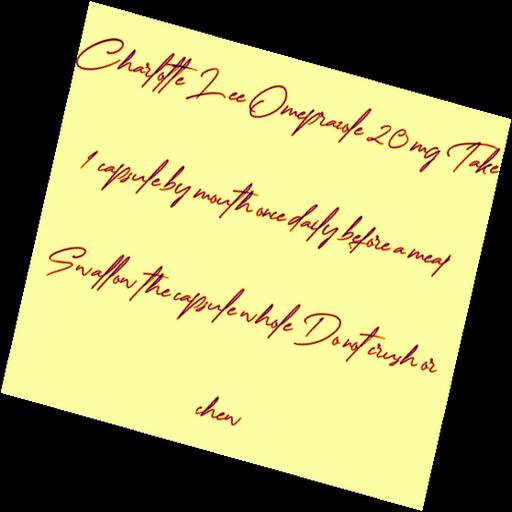 Charlotte Lee Omeprazole 20 mg Take
1 capsule by mouth once daily before a meal
Swallow the capsule whole Do not crush or
chew